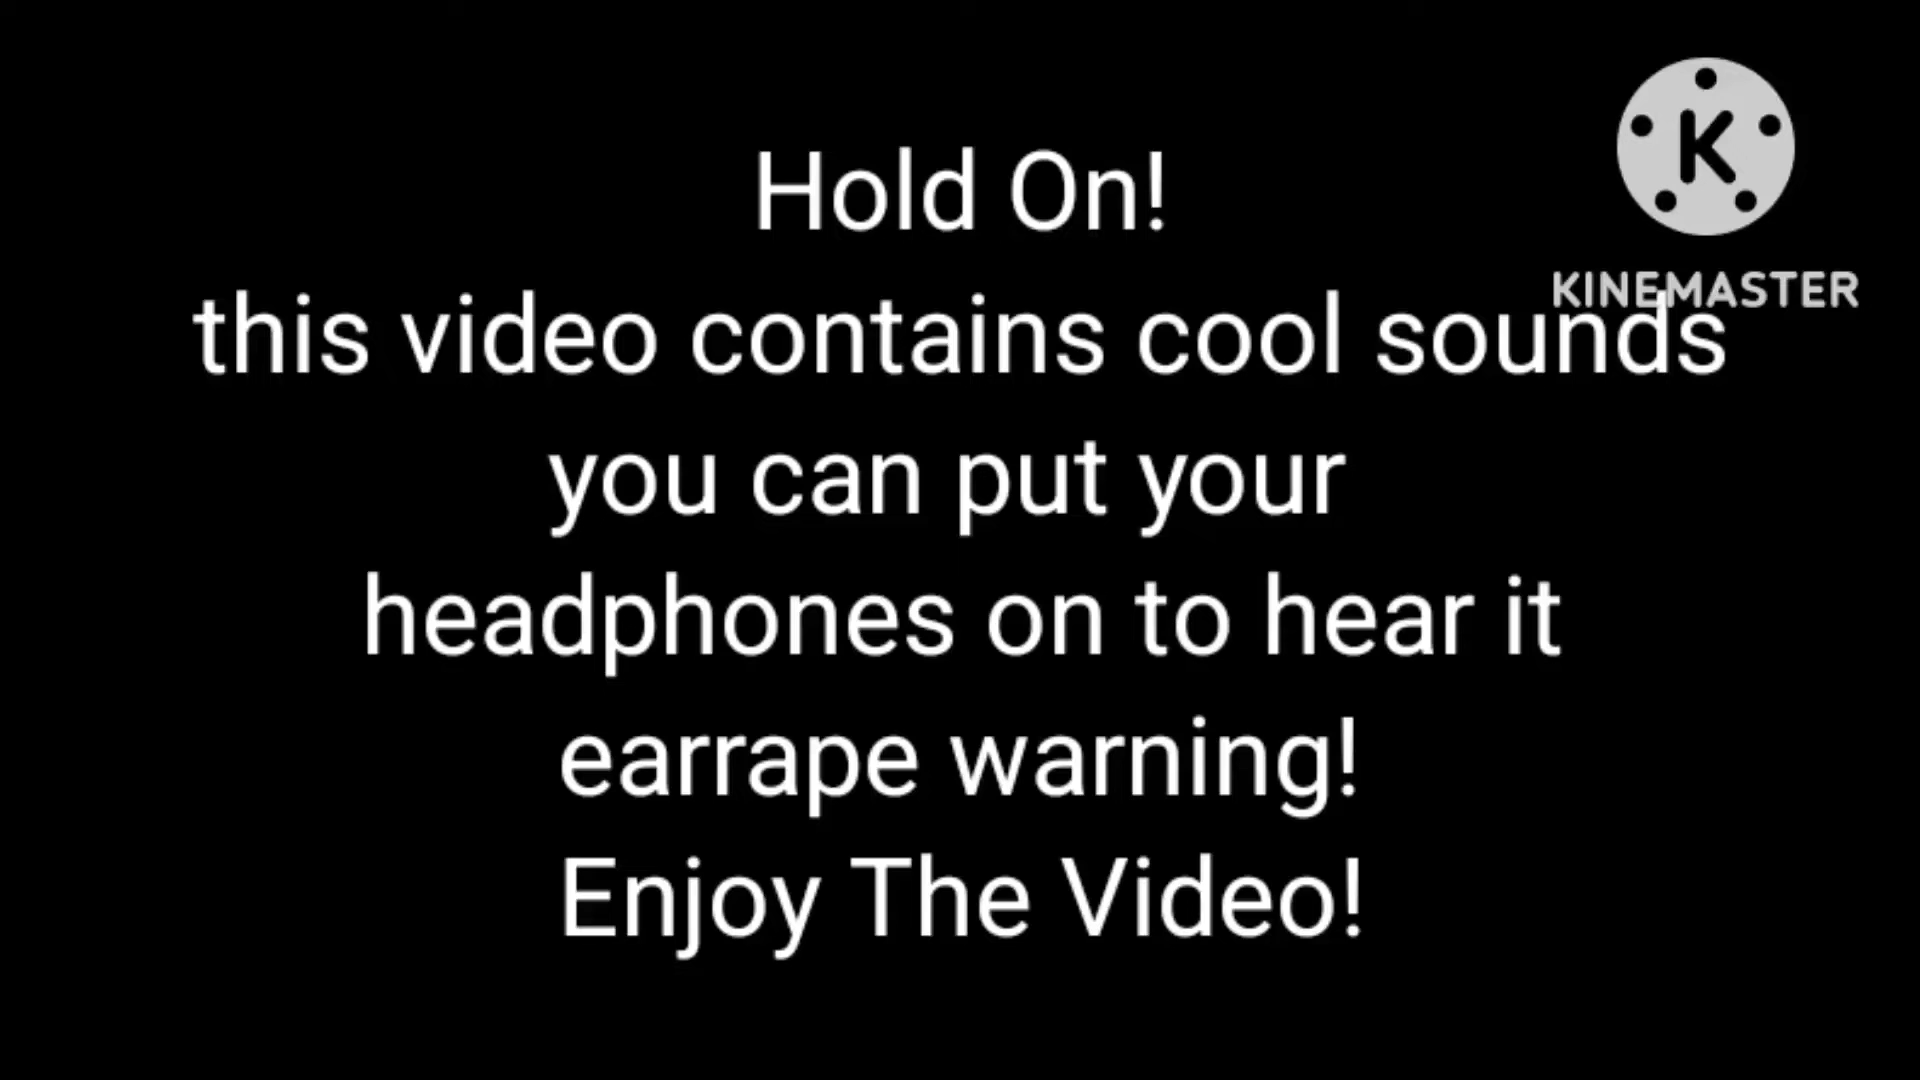 Hold On!
K
KINEMASTER
this video contains cool sounds
you can put your
headphones on to hear it
earrape warning!
Enjoy The Video!